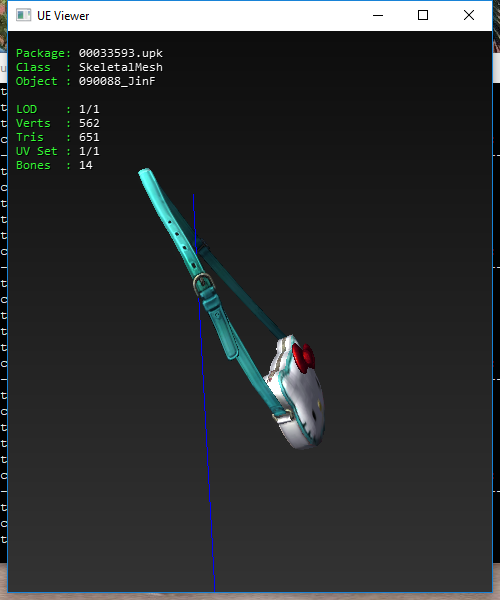 UE Viewer
Package: 00033593.upk
Class : SkeletalMesh
Object : 090088_JinF
LOD : 1/1
Verts : 562
Tris : 651
UV Set : 1/1
Bones : 14